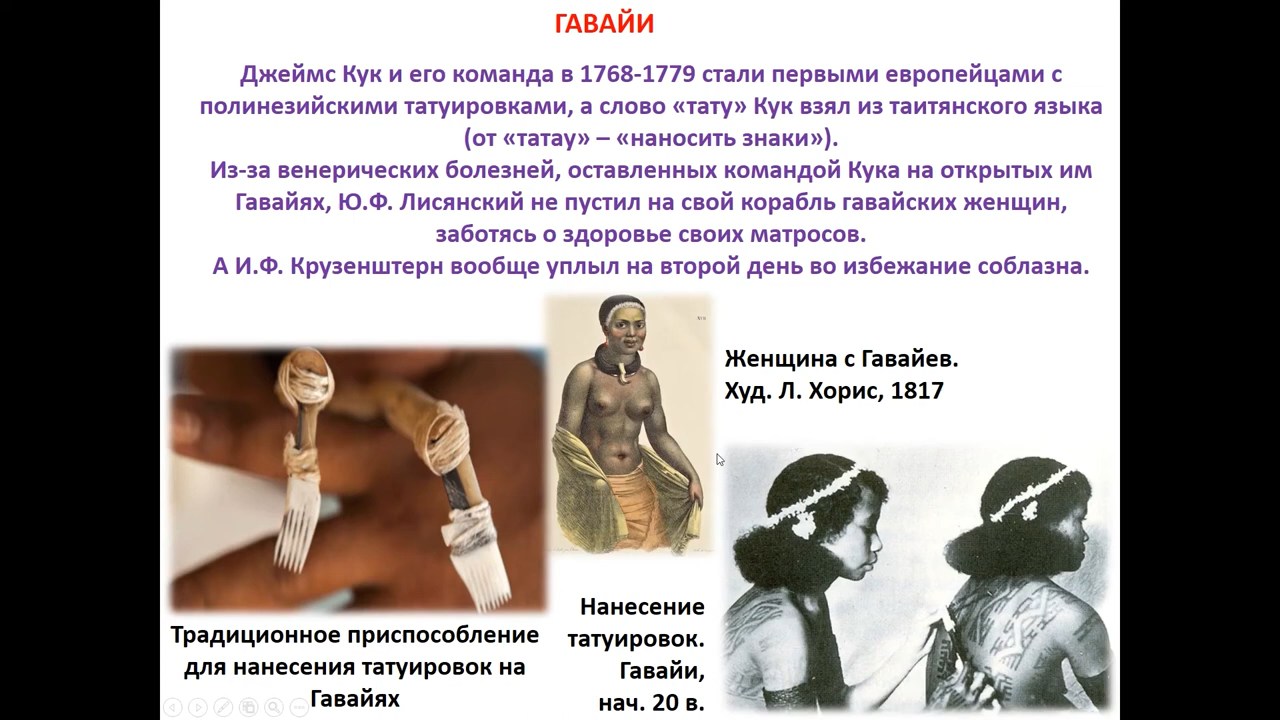 ГАВАЙИ
Джеймс Кук и его команда в 1768-1779 стали первыми европейцами с
полинезийскими татуировками, а слово «тату» Кук взял из таитянского языка
(от «татау» – «наносить знаки»).
Из-за венерических болезней, оставленных командой Кука на открытых им
Гавайях, Ю.Ф. Лисянский не пустил на свой корабль гавайских женщин,
заботясь о здоровье своих матросов.
А И.Ф. Крузенштерн вообще уплыл на второй день во избежание соблазна.
Женщина с Гавайев.
Худ. Л. Хорис, 1817
Традиционное приспособление
для нанесения татуировок на
Гавайях
Нанесение
татуировок.
Гавайи,
нач. 20 в.